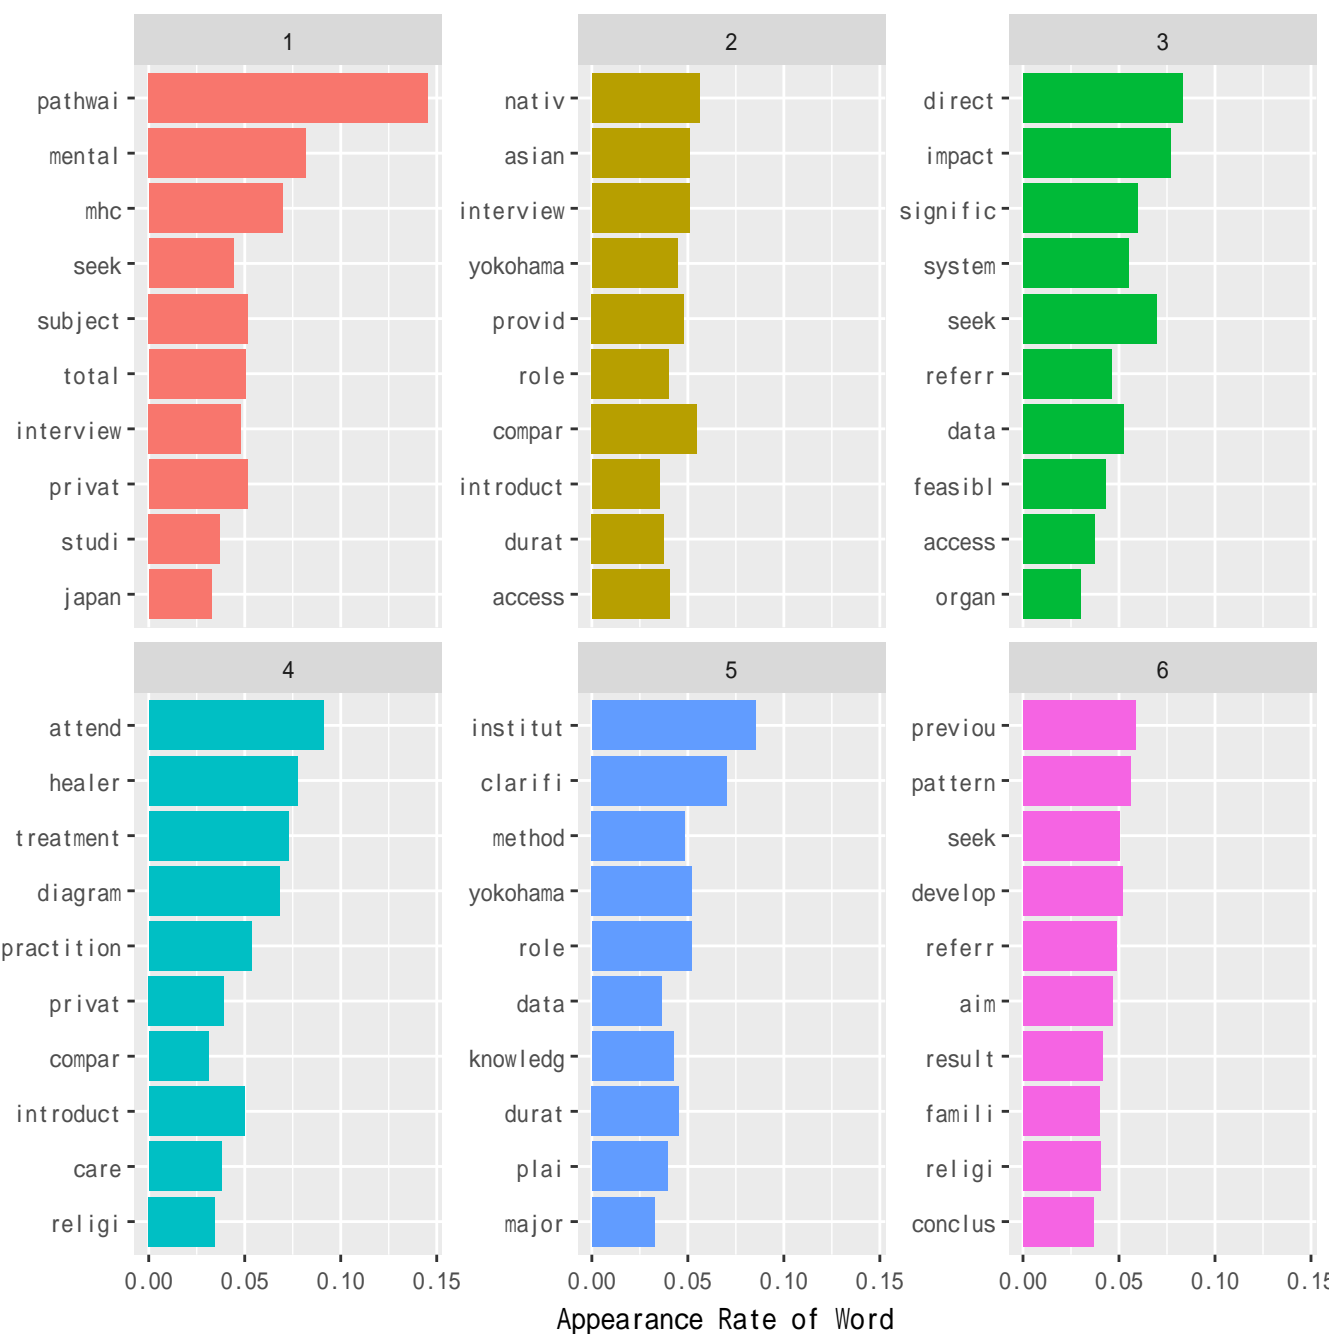 1
pathwai
mental
mhc
seek
subject
total
interview
privat
studi
japan
2
nativ
asian
interview
yokohama
provid
role
compar
introduct
durat
access
3
direct
impact
signific
system
seek
referr
data
feasibl
access
organ
4
attend
healer
treatment
diagram
practition
privat
compar
introduct
care
religi
0.00 0.05 0.10 0.15
5
institut
clarifi
method
yokohama
role
data
knowledg
durat
plai
major
0.00 0.05 0.10 0.15
6
previou
pattern
seek
develop
referr
aim
result
famili
religi
conclus
0.00 0.05 0.10 0.15
Appearance Rate of Word